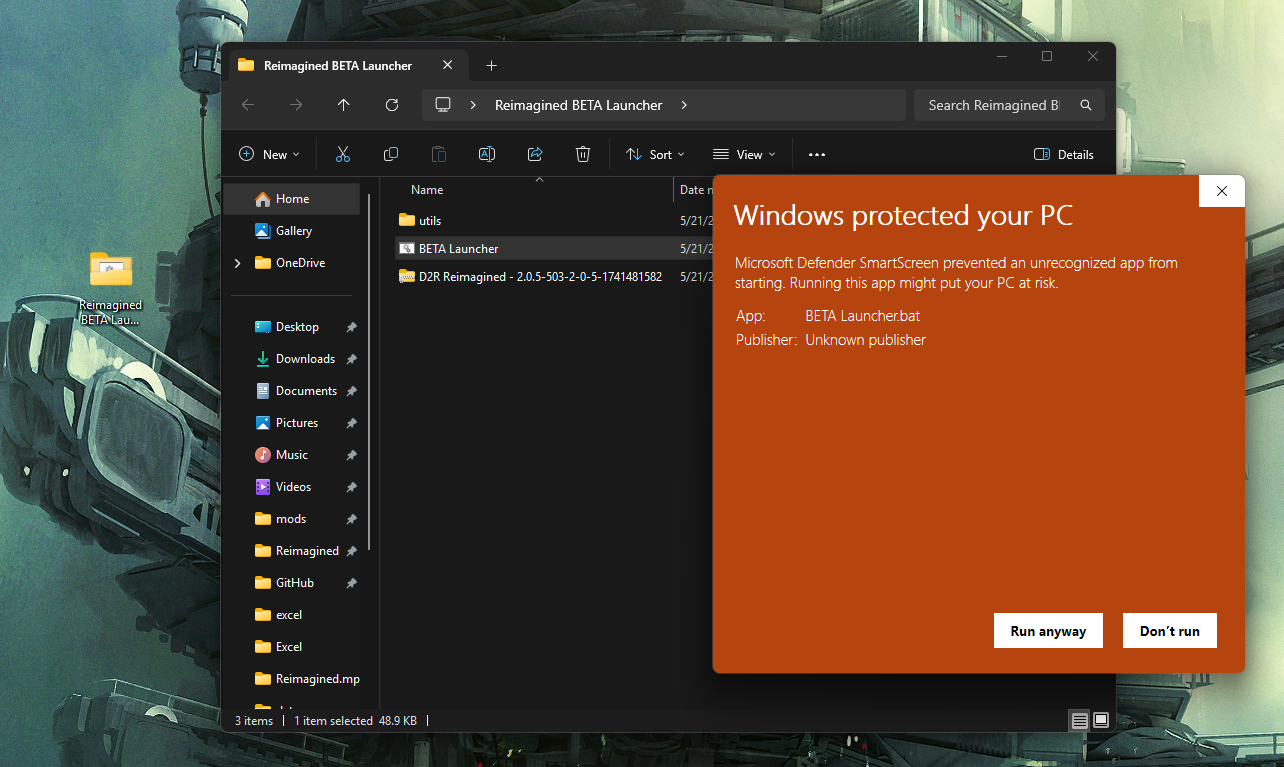 Reimagined
BETA Lau...
Reimagined BETA Launcher
Reimagined BETA Launcher
Search Reimagined B
New
Sort
View
Details
Home
Gallery
OneDrive
Desktop
Downloads
Documents
Pictures
Music
Videos
mods
Reimagined
GitHub
excel
Excel
Reimagined.mp
Name
Date
utils
5/21/2
BETA Launcher
5/21/2
D2R Reimagined - 2.0.5-503-2-0-5-1741481582
5/21/2
3 items
1 item selected 48.9 KB
Windows protected your PC
Microsoft Defender SmartScreen prevented an unrecognized app from
starting. Running this app might put your PC at risk.
App: BETA Launcher.bat
Publisher: Unknown publisher
Run anyway
Don't run